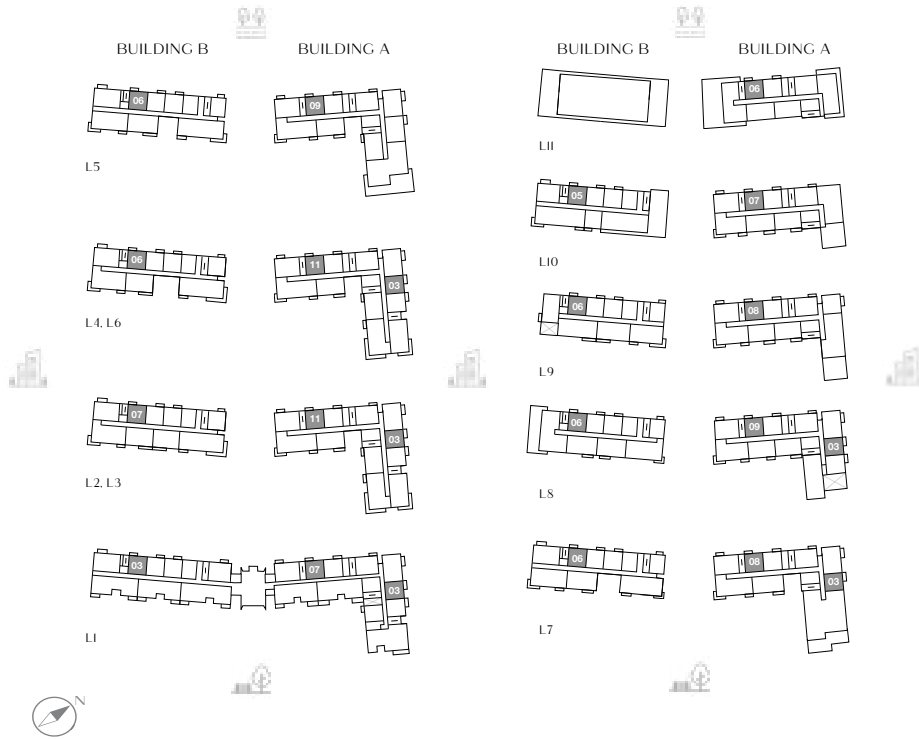 BUILDING B BUILDING A
06 09
L5
06 11 03
L4, L6
07 11 03
L2, L3
03 07 03
L1
BUILDING B BUILDING A
06
L11
05 07
L10
06 08
L9
06 09 03
L8
06 08 03
L7
N